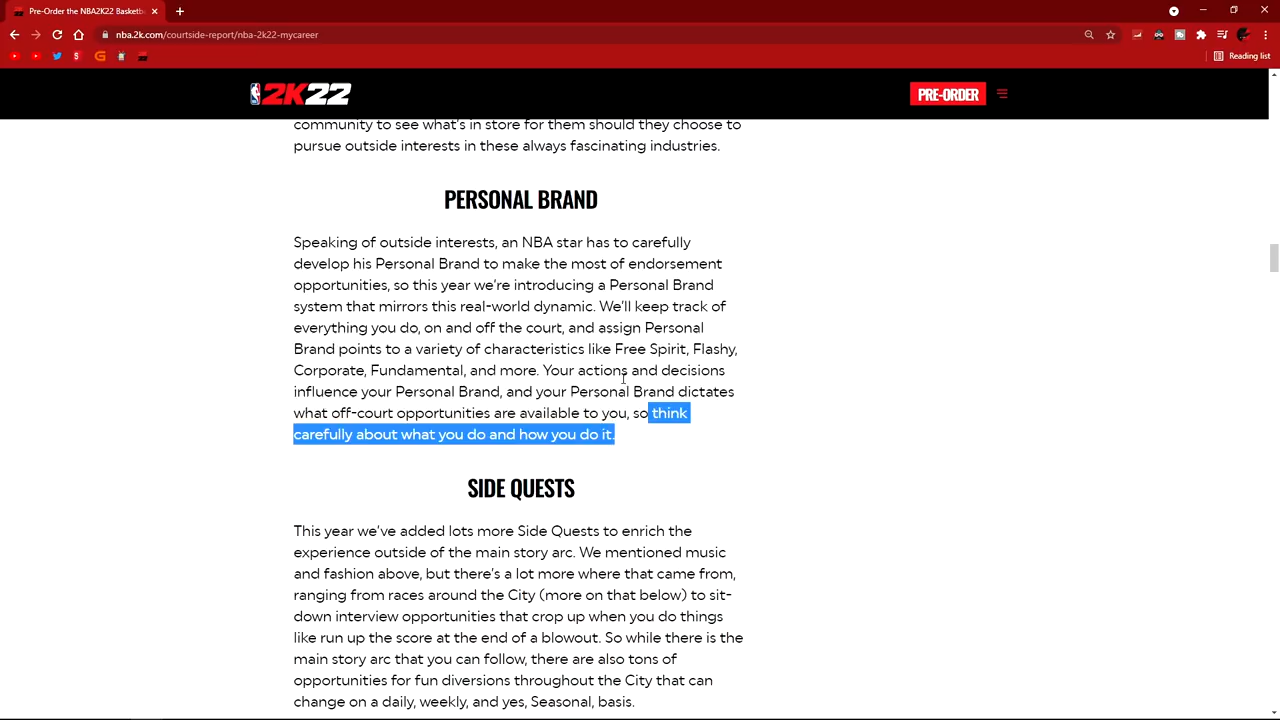 Pre-Order the NBA2K22 Basketb
nba.2k.com/courtside-report/nba-2k22-mycareer
Reading list
2K22
PRE-ORDER
community to see what's in store for them should they choose to
pursue outside interests in these always fascinating industries.
PERSONAL BRAND
Speaking of outside interests, an NBA star has to carefully
develop his Personal Brand to make the most of endorsement
opportunities, so this year we're introducing a Personal Brand
system that mirrors this real-world dynamic. We'll keep track of
everything you do, on and off the court, and assign Personal
Brand points to a variety of characteristics like Free Spirit, Flashy,
Corporate, Fundamental, and more. Your actions and decisions
influence your Personal Brand, and your Personal Brand dictates
what off-court opportunities are available to you, so think
carefully about what you do and how you do it.
SIDE QUESTS
This year we've added lots more Side Quests to enrich the
experience outside of the main story arc. We mentioned music
and fashion above, but there's a lot more where that came from,
ranging from races around the City (more on that below) to sit-
down interview opportunities that crop up when you do things
like run up the score at the end of a blowout. So while there is the
main story arc that you can follow, there are also tons of
opportunities for fun diversions throughout the City that can
change on a daily, weekly, and yes, Seasonal, basis.